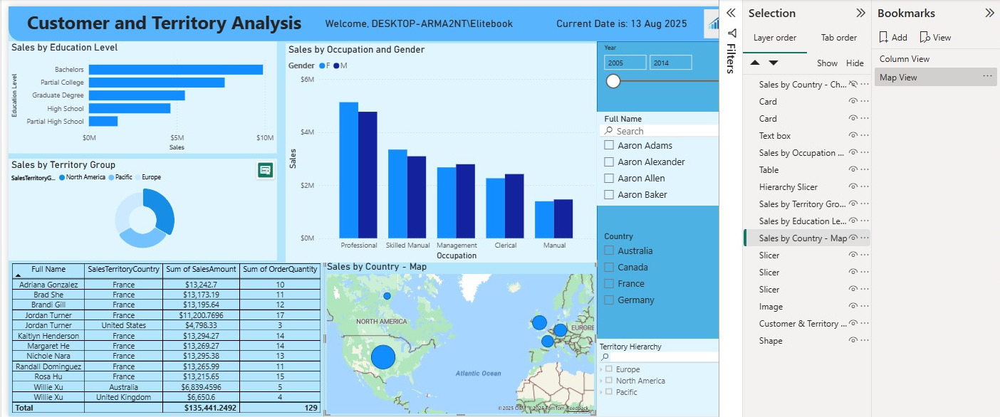 Customer and Territory Analysis
Welcome, DESKTOP-ARMA2NT\Elitebook
Current Date is: 13 Aug 2025
Sales by Education Level
Education Level
Bachelors
Partial College
Graduate Degree
High School
Partial High School
$0M $5M $10M
Sales
Sales by Territory Group
SalesTerritoryG... North America Pacific Europe
Sales by Occupation and Gender
Gender F M
Sales
$6M
$4M
$2M
$0M
Professional Skilled Manual Management Clerical Manual
Occupation
Full Name SalesTerritoryCountry Sum of SalesAmount Sum of OrderQuantity
Adriana Gonzalez France $13,242.7 10
Brad She France $13,173.19 11
Brandi Gill France $13,195.64 12
Jordan Turner France $11,200.7696 17
Jordan Turner United States $4,798.33 3
Kaitlyn Henderson France $13,294.27 14
Margaret He France $13,269.27 14
Nichole Nara France $13,295.38 13
Randall Dominguez France $13,265.99 11
Rosa Hu France $13,215.65 15
Willie Xu Australia $6,839.4596 5
Willie Xu United Kingdom $6,650.6 4
Total $135,441.2492 129
Sales by Country - Map
NORTH AMERICA
EUROPE
Atlantic Ocean
©2025 OSM ©2025 TomTom Feedback
Year
2005 2014
Full Name
Search
Aaron Adams
Aaron Alexander
Aaron Allen
Aaron Baker
Country
Australia
Canada
France
Germany
Territory Hierarchy
Europe
North America
Pacific
Filters
Selection
Layer order Tab order
Show Hide
Sales by Country - Ch...
Card
Card
Text box
Sales by Occupation ...
Table
Hierarchy Slicer
Sales by Territory Gro...
Sales by Education Le...
Sales by Country - Map
Slicer
Slicer
Slicer
Image
Customer & Territory ...
Shape
Bookmarks
Add View
Column View
Map View